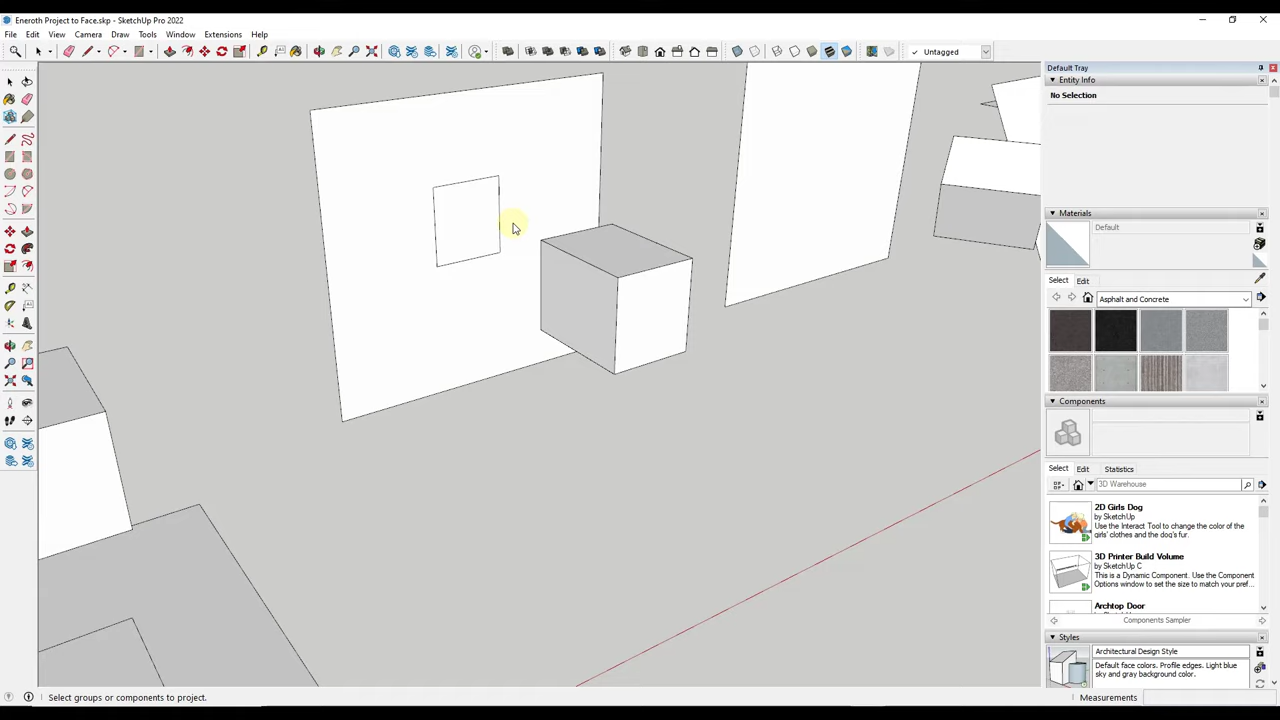 Eneroth Project to Face.skp - SketchUp Pro 2022
File Edit View Camera Draw Tools Window Extensions Help
Untagged
Default Tray
Entity Info
No Selection
Materials
Default
Select Edit
Asphalt and Concrete
Components
Select Edit Statistics
3D Warehouse
2D Girls Dog
by SketchUp
Use the Interact Tool to change the color of the
girls' clothes and the dog's fur.
3D Printer Build Volume
by SketchUp C
This is a Dynamic Component. Use the Component
Options window to set the size to match your pref...
Archtop Door
Components Sampler
Styles
Architectural Design Style
Default face colors. Profile edges. Light blue
sky and gray background color.
Select groups or components to project.
Measurements